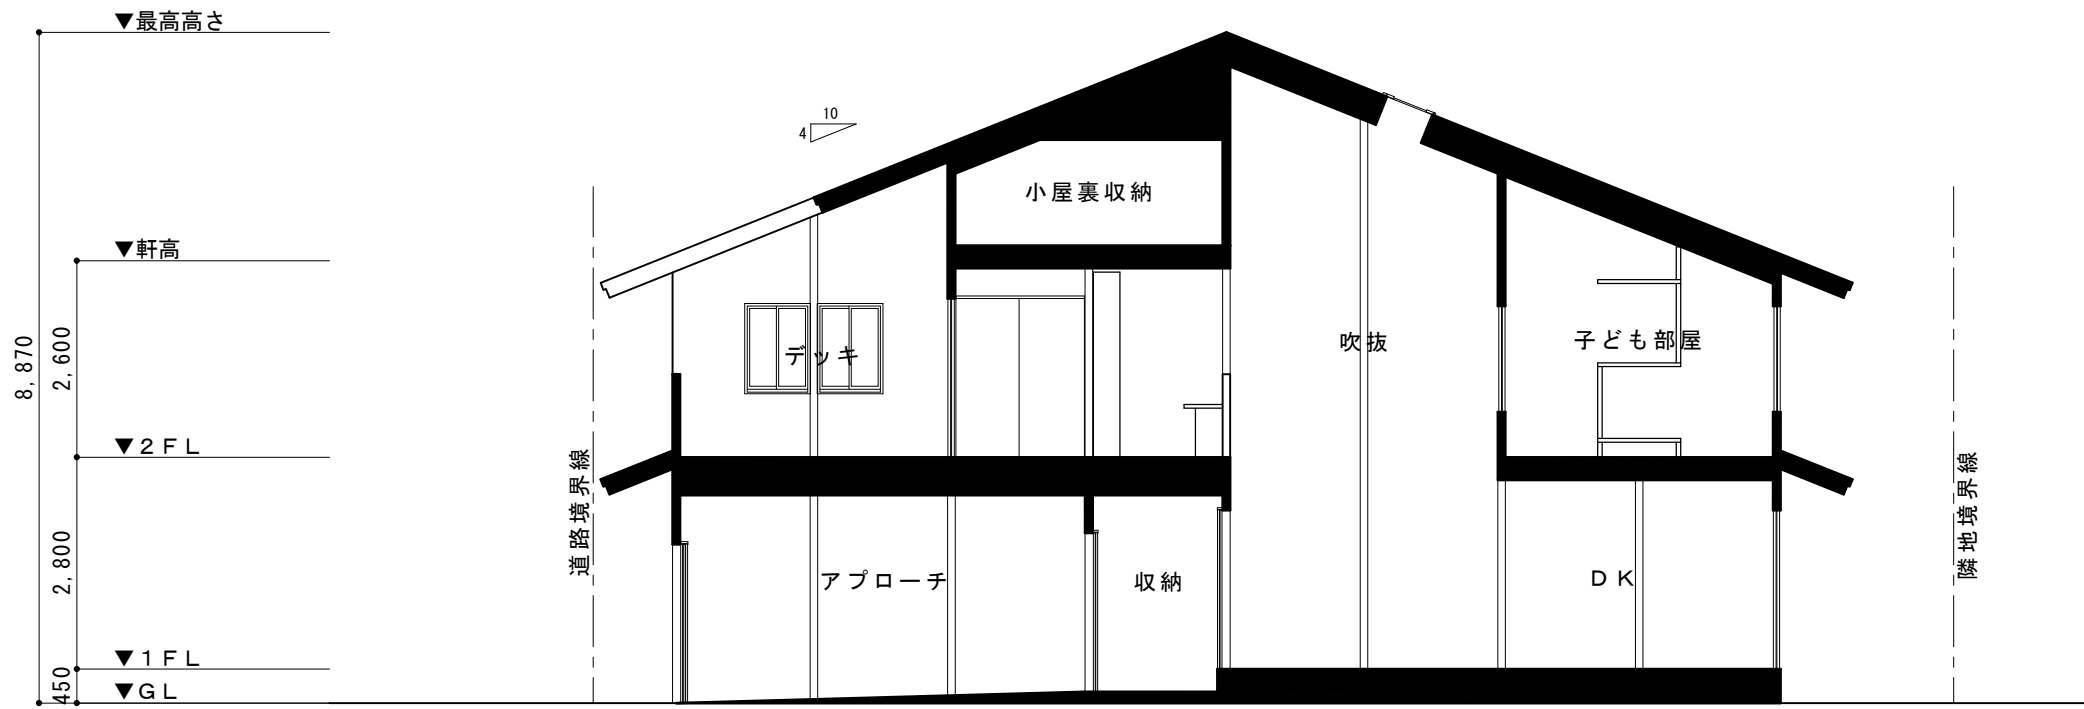 ▼最高高さ
10
4
小屋裏収納
▼軒高
8,870
2,600
デッキ
吹抜
子ども部屋
▼2FL
道路境界線
隣地境界線
2,800
アプローチ
収納
DK
▼1FL
450
▼GL